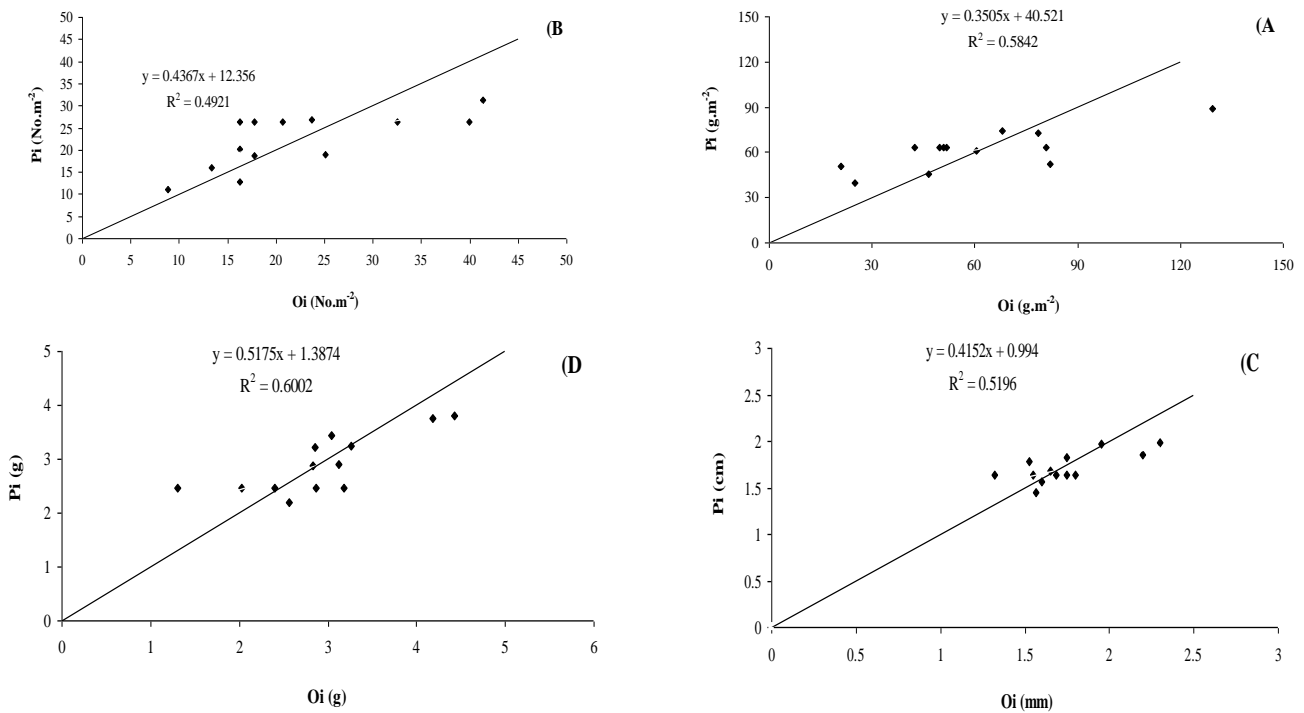 (B
y = 0.4367x + 12.356
R² = 0.4921
Pi (No.m⁻²)
50
45
40
35
30
25
20
15
10
5
0
0 5 10 15 20 25 30 35 40 45 50
Oi (No.m⁻²)
(A
y = 0.3505x + 40.521
R² = 0.5842
Pi (g.m⁻²)
150
120
90
60
30
0
0 30 60 90 120 150
Oi (g.m⁻²)
(D
y = 0.5175x + 1.3874
R² = 0.6002
Pi (g)
5
4
3
2
1
0
0 1 2 3 4 5 6
Oi (g)
(C
y = 0.4152x + 0.994
R² = 0.5196
Pi (cm)
3
2.5
2
1.5
1
0.5
0
0 0.5 1 1.5 2 2.5 3
Oi (mm)